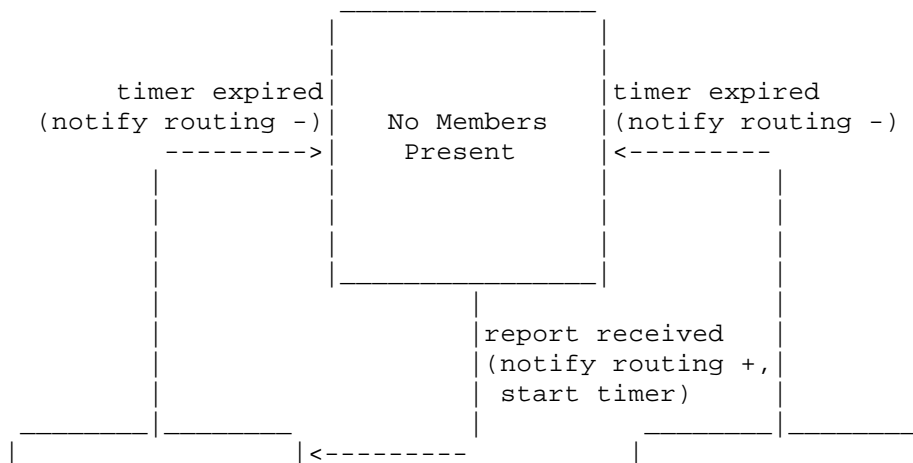 timer expired timer expired
(notify routing -) No Members (notify routing -)
--------->| Present |<---------
report received
(notify routing +,
start timer)
|<---------